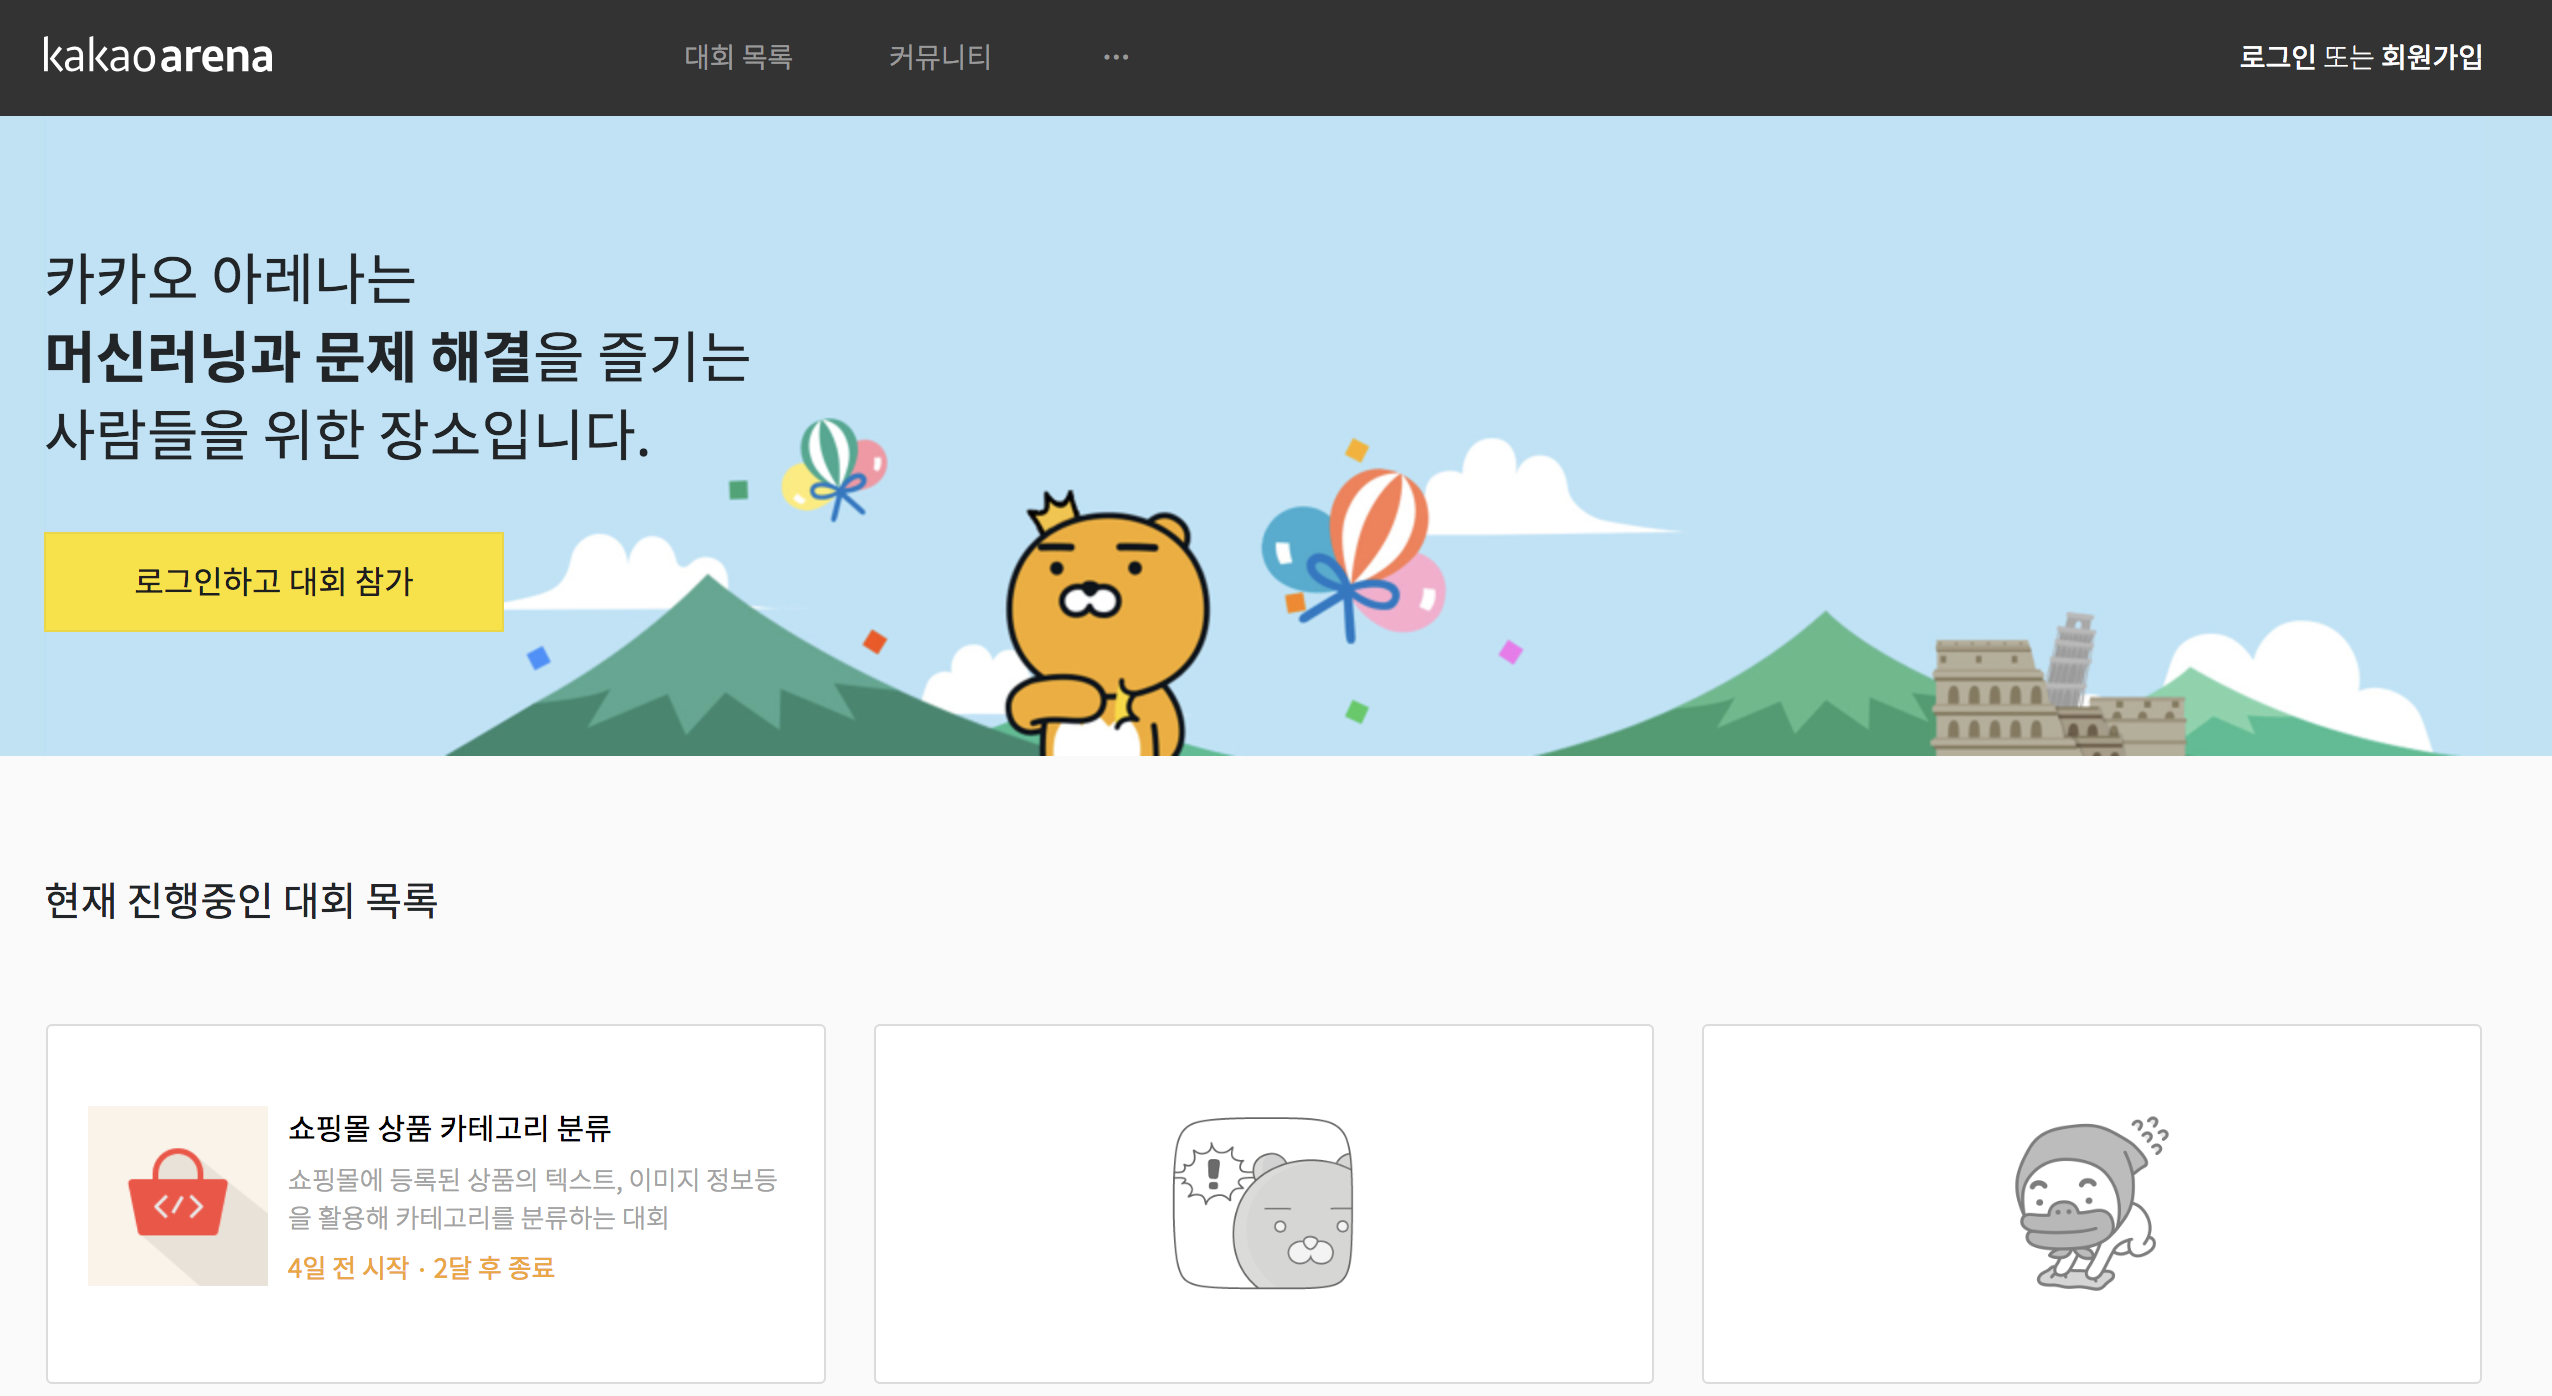 kakao arena
대회 목록
커뮤니티
...
로그인 또는 회원가입
카카오 아레나는
머신러닝과 문제 해결을 즐기는
사람들을 위한 장소입니다.
로그인하고 대회 참가
현재 진행중인 대회 목록
</>
쇼핑몰 상품 카테고리 분류
쇼핑몰에 등록된 상품의 텍스트, 이미지 정보등
을 활용해 카테고리를 분류하는 대회
4일 전 시작 · 2달 후 종료
!